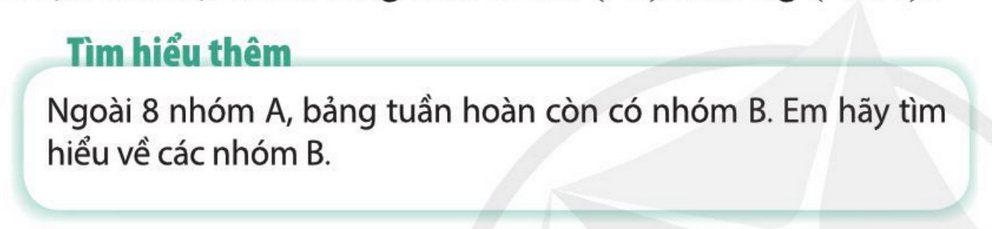 Tìm hiểu thêm
Ngoài 8 nhóm A, bảng tuần hoàn còn có nhóm B. Em hãy tìm
hiểu về các nhóm B.